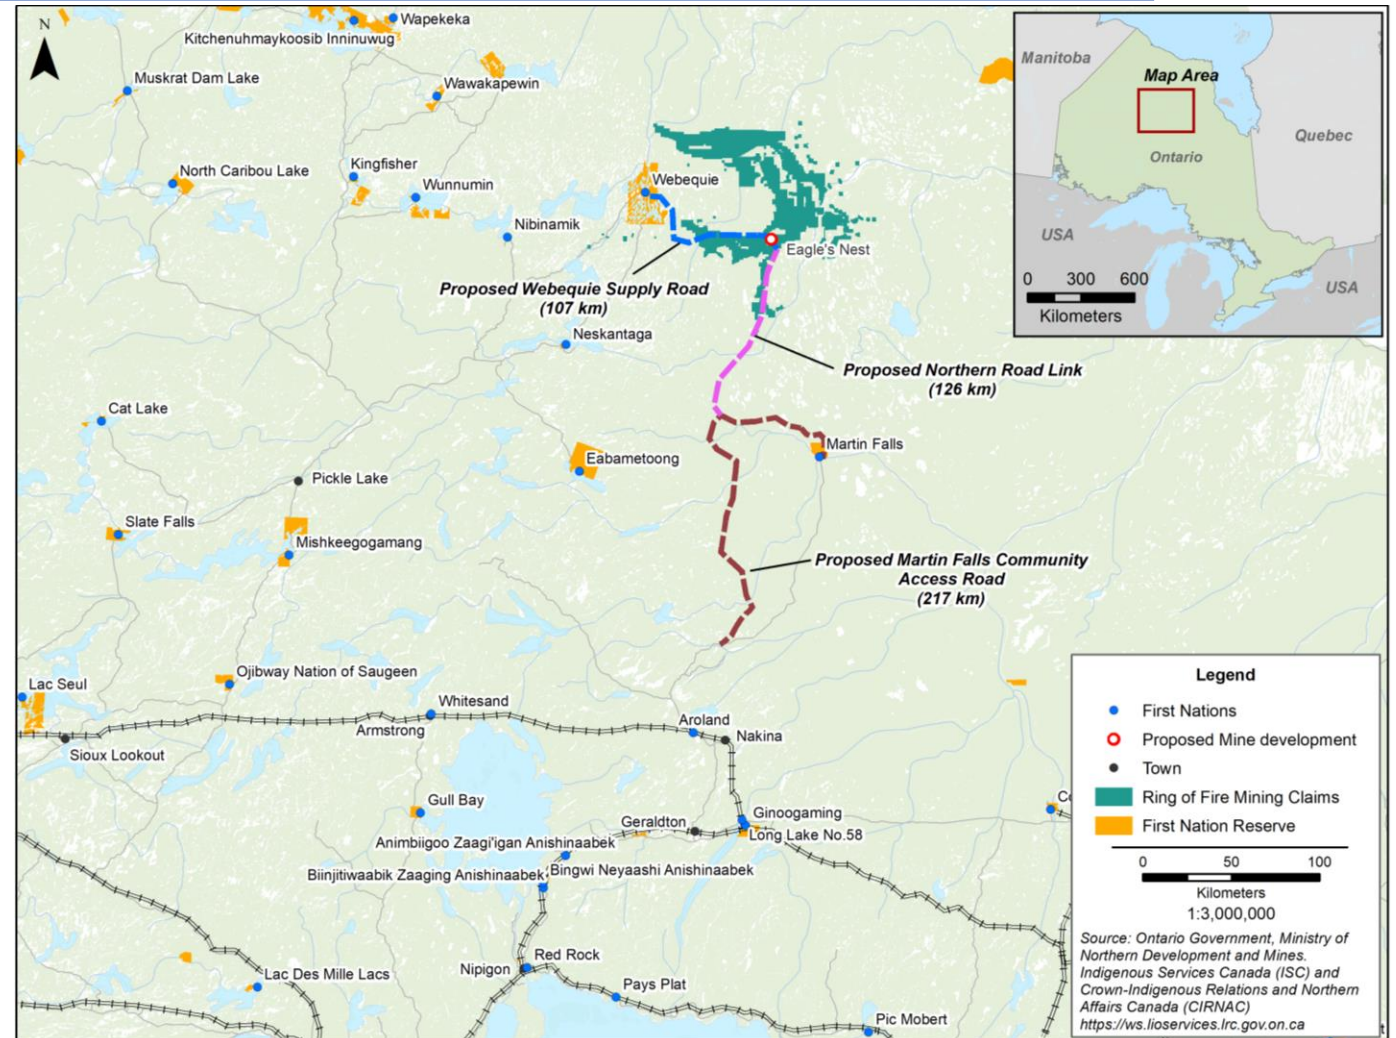 N
Wapekeka
Kitchenuhmaykoosib Inninuwug
Muskrat Dam Lake
Wawakapewin
North Caribou Lake
Kingfisher
Wunnumin
Webequie
Nibinamik
Eagle's Nest
Proposed Webequie Supply Road
(107 km)
Neskantaga
Proposed Northern Road Link
(126 km)
Cat Lake
Martin Falls
Eabametoong
Pickle Lake
Slate Falls
Mishkeegogamang
Proposed Martin Falls Community
Access Road
(217 km)
Ojibway Nation of Saugeen
Lac Seul
Whitesand
Armstrong
Aroland
Nakina
Sioux Lookout
Gull Bay
Geraldton
Ginoogaming
Long Lake No.58
Animbiigoo Zaagi'igan Anishinaabek
Biinjitiwaabik Zaaging Anishinaabek
Bingwi Neyaashi Anishinaabek
Red Rock
Nipigon
Lac Des Mille Lacs
Pays Plat
Pic Mobert
Manitoba
Map Area
Quebec
Ontario
USA
USA
0 300 600
Kilometers
Legend
First Nations
Proposed Mine development
Town
Ring of Fire Mining Claims
First Nation Reserve
0 50 100
Kilometers
1:3,000,000
Source: Ontario Government, Ministry of
Northern Development and Mines.
Indigenous Services Canada (ISC) and
Crown-Indigenous Relations and Northern
Affairs Canada (CIRNAC)
https://ws.lioservices.lrc.gov.on.ca